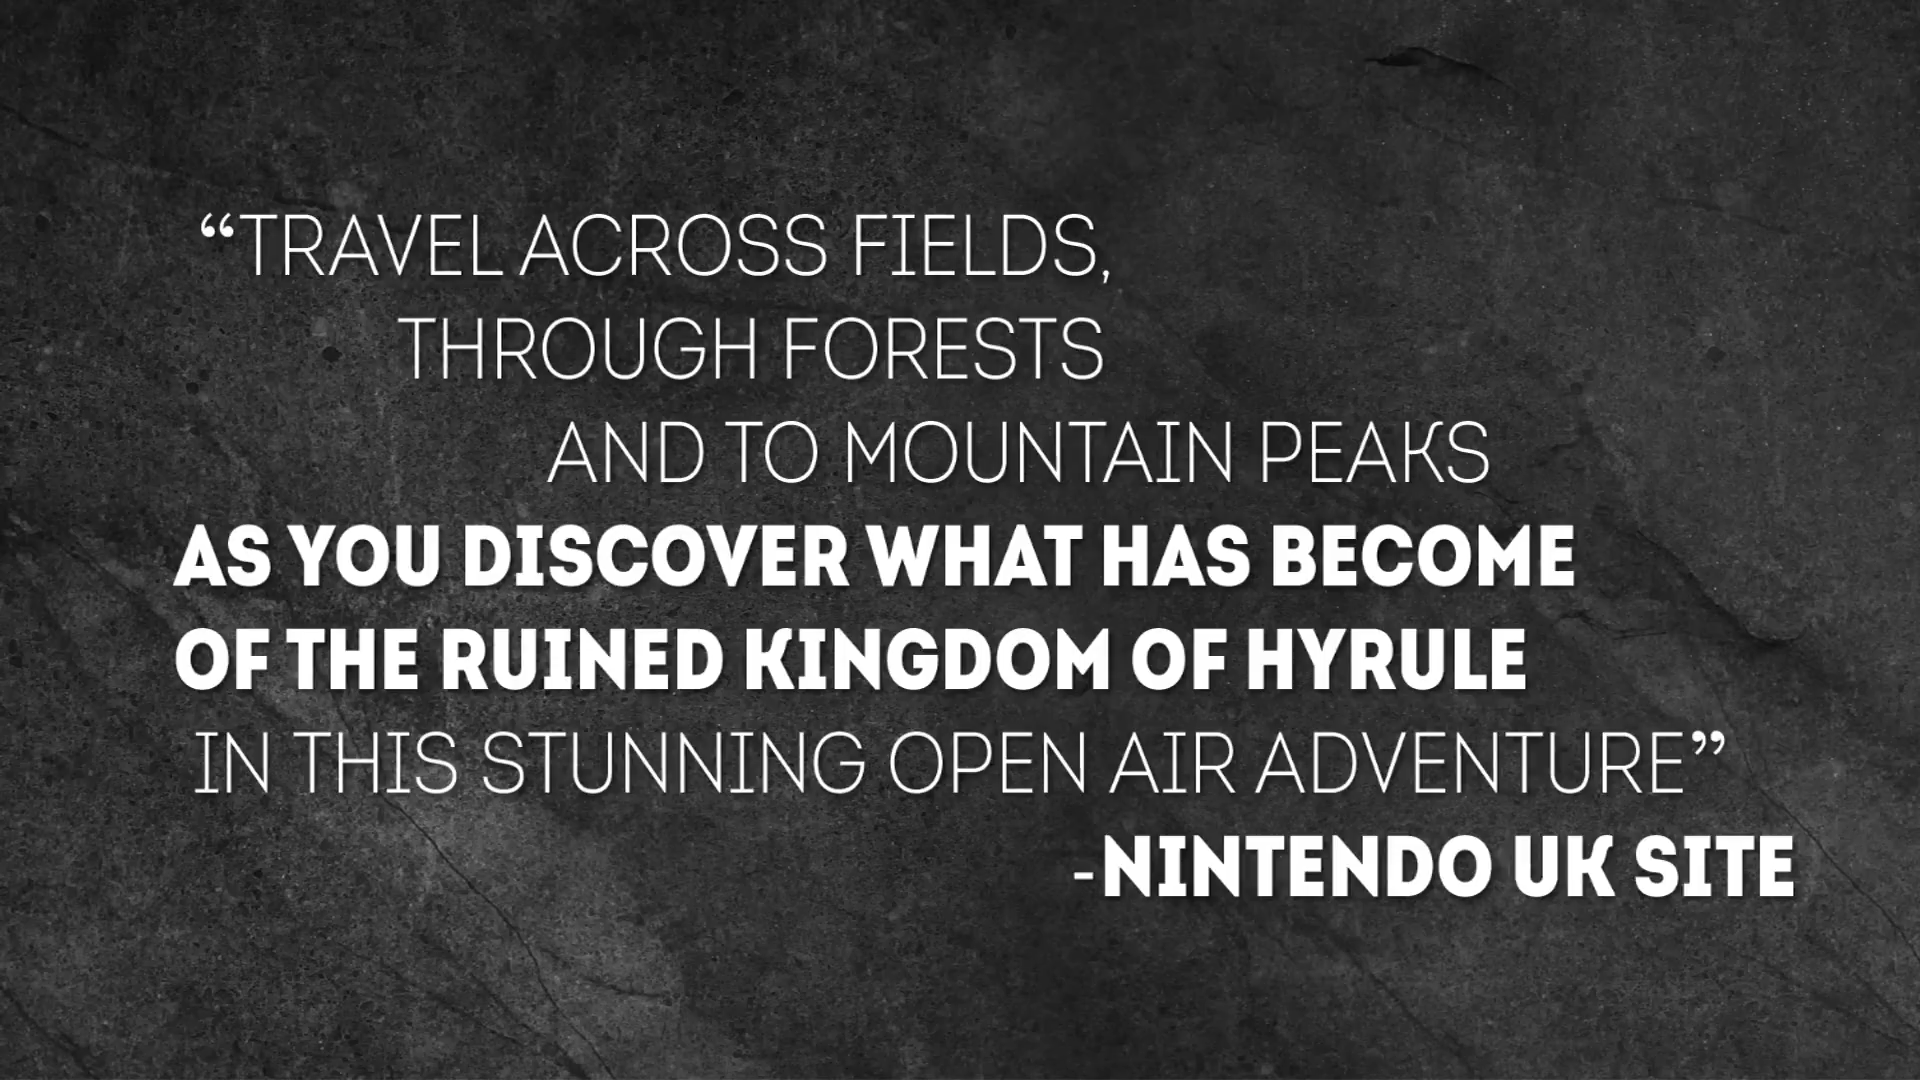 “TRAVEL ACROSS FIELDS,
THROUGH FORESTS
AND TO MOUNTAIN PEAKS
AS YOU DISCOVER WHAT HAS BECOME
OF THE RUINED KINGDOM OF HYRULE
IN THIS STUNNING OPEN AIR ADVENTURE”
-NINTENDO UK SITE